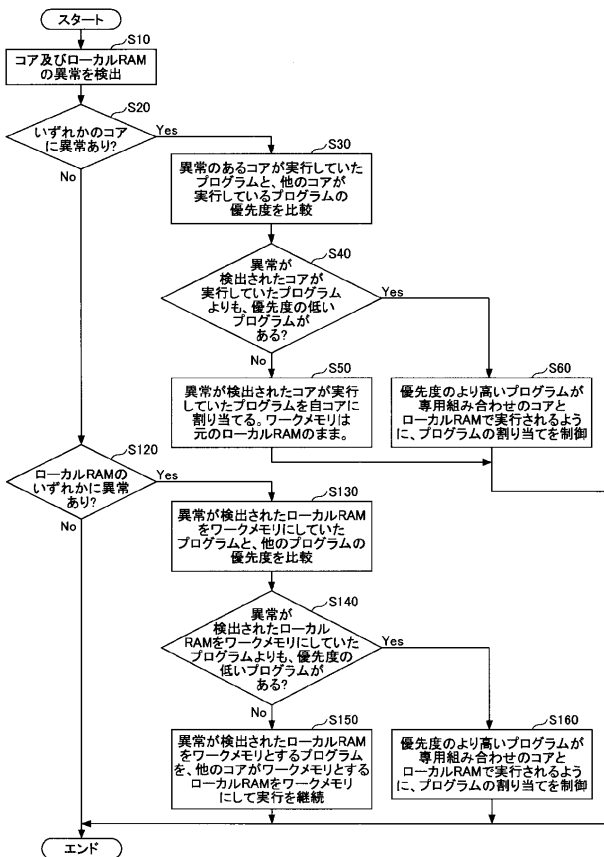 スタート
S10
コア及びローカルRAM
の異常を検出
S20
いずれかのコア
に異常あり?
Yes
No
S30
異常のあるコアが実行していた
プログラムと、他のコアが
実行しているプログラムの
優先度を比較
S40
異常が
検出されたコアが
実行していたプログラム
よりも、優先度の低い
プログラムが
ある?
Yes
No
S50
異常が検出されたコアが実行
していたプログラムを自コアに
割り当てる。ワークメモリは
元のローカルRAMのまま。
S60
優先度のより高いプログラムが
専用組み合わせのコアと
ローカルRAMで実行されるよう
に、プログラムの割り当てを制御
S120
ローカルRAMの
いずれかに異常
あり?
Yes
No
S130
異常が検出されたローカルRAM
をワークメモリにしていた
プログラムと、他のプログラムの
優先度を比較
S140
異常が
検出されたローカル
RAMをワークメモリにしていた
プログラムよりも、優先度の
低いプログラムが
ある?
Yes
No
S150
異常が検出されたローカルRAM
をワークメモリとするプログラム
を、他のコアがワークメモリとする
ローカルRAMをワークメモリ
にして実行を継続
S160
優先度のより高いプログラムが
専用組み合わせのコアと
ローカルRAMで実行されるよう
に、プログラムの割り当てを制御
エンド